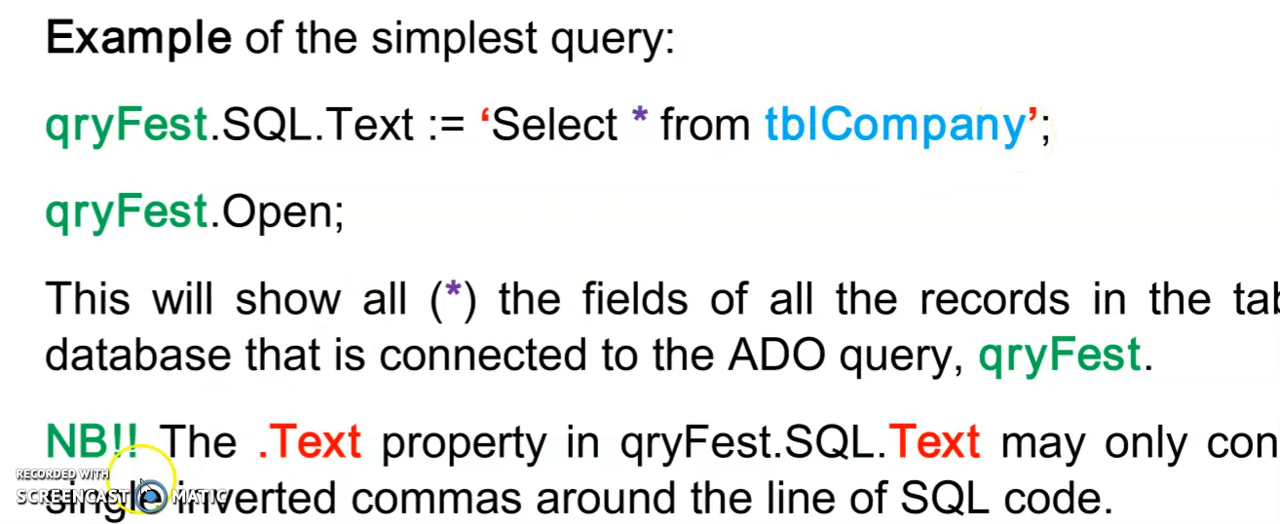 Example of the simplest query:
qryFest.SQL.Text := ‘Select * from tblCompany’;
qryFest.Open;
This will show all (*) the fields of all the records in the
database that is connected to the ADO query, qryFest.
NB!! The .Text property in qryFest.SQL.Text may only
RECORDED WITH
SCREENCAST MATIC
single inverted commas around the line of SQL code.